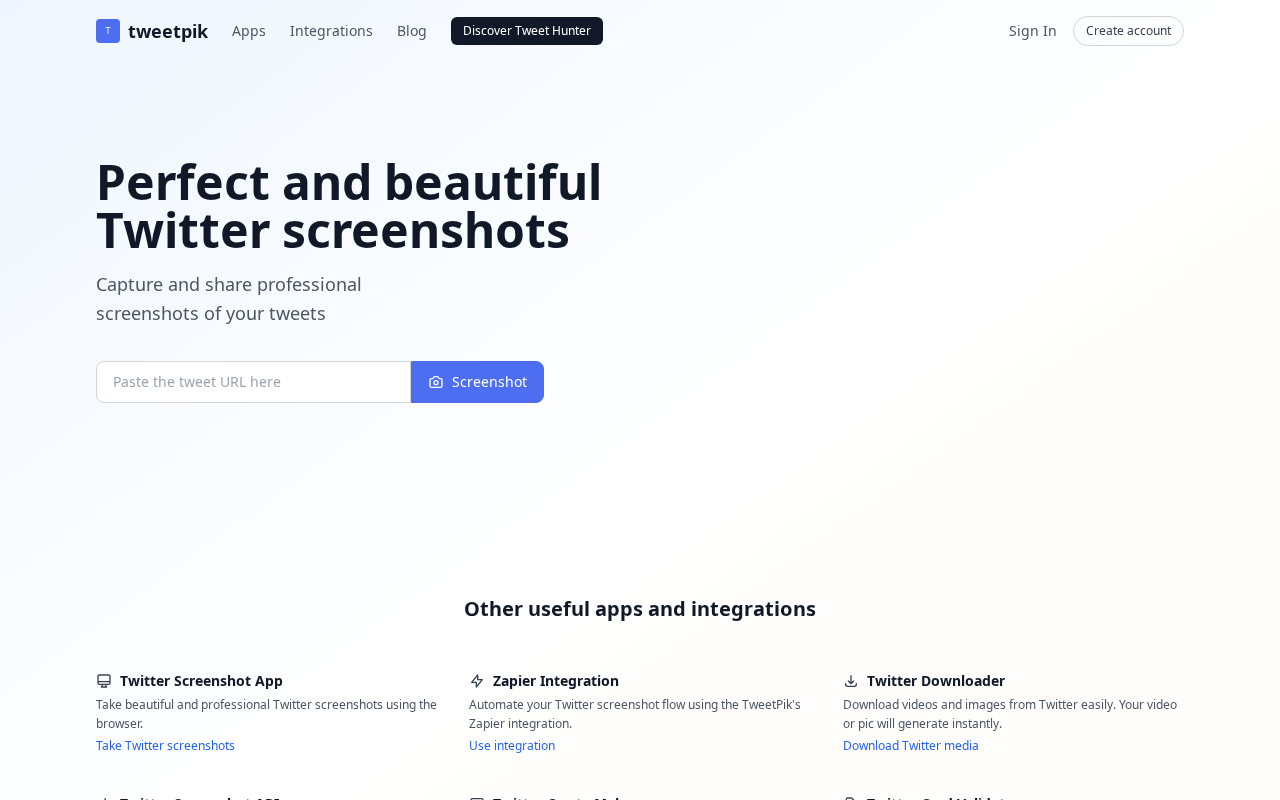 T
tweetpik
Apps
Integrations
Blog
Discover Tweet Hunter
Sign In
Create account
Perfect and beautiful
Twitter screenshots
Capture and share professional
screenshots of your tweets
Paste the tweet URL here
Screenshot
Other useful apps and integrations
Twitter Screenshot App
Take beautiful and professional Twitter screenshots using the
browser.
Take Twitter screenshots
Zapier Integration
Automate your Twitter screenshot flow using the TweetPik's
Zapier integration.
Use integration
Twitter Downloader
Download videos and images from Twitter easily. Your video
or pic will generate instantly.
Download Twitter media